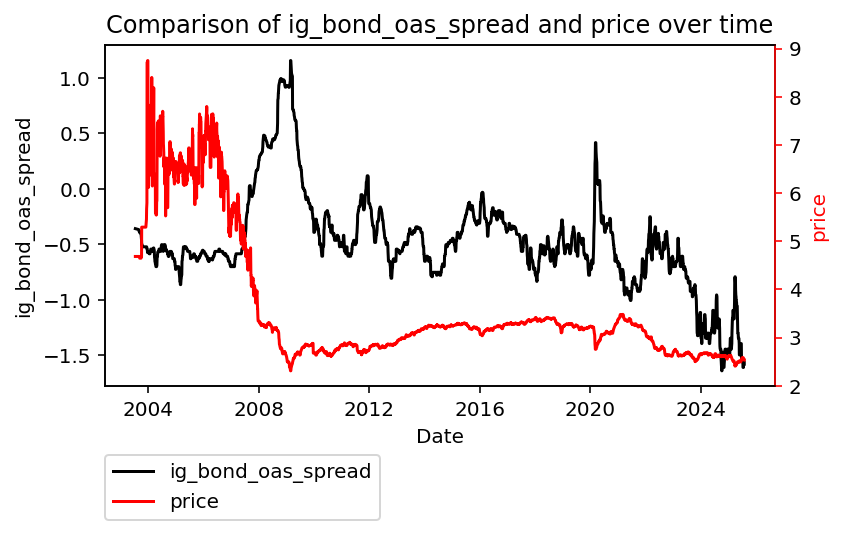 Comparison of ig_bond_oas_spread and price over time
ig_bond_oas_spread
1.0
0.5
0.0
−0.5
−1.0
−1.5
9
8
7
6
5
4
3
2
price
2004 2008 2012 2016 2020 2024
Date
ig_bond_oas_spread
price